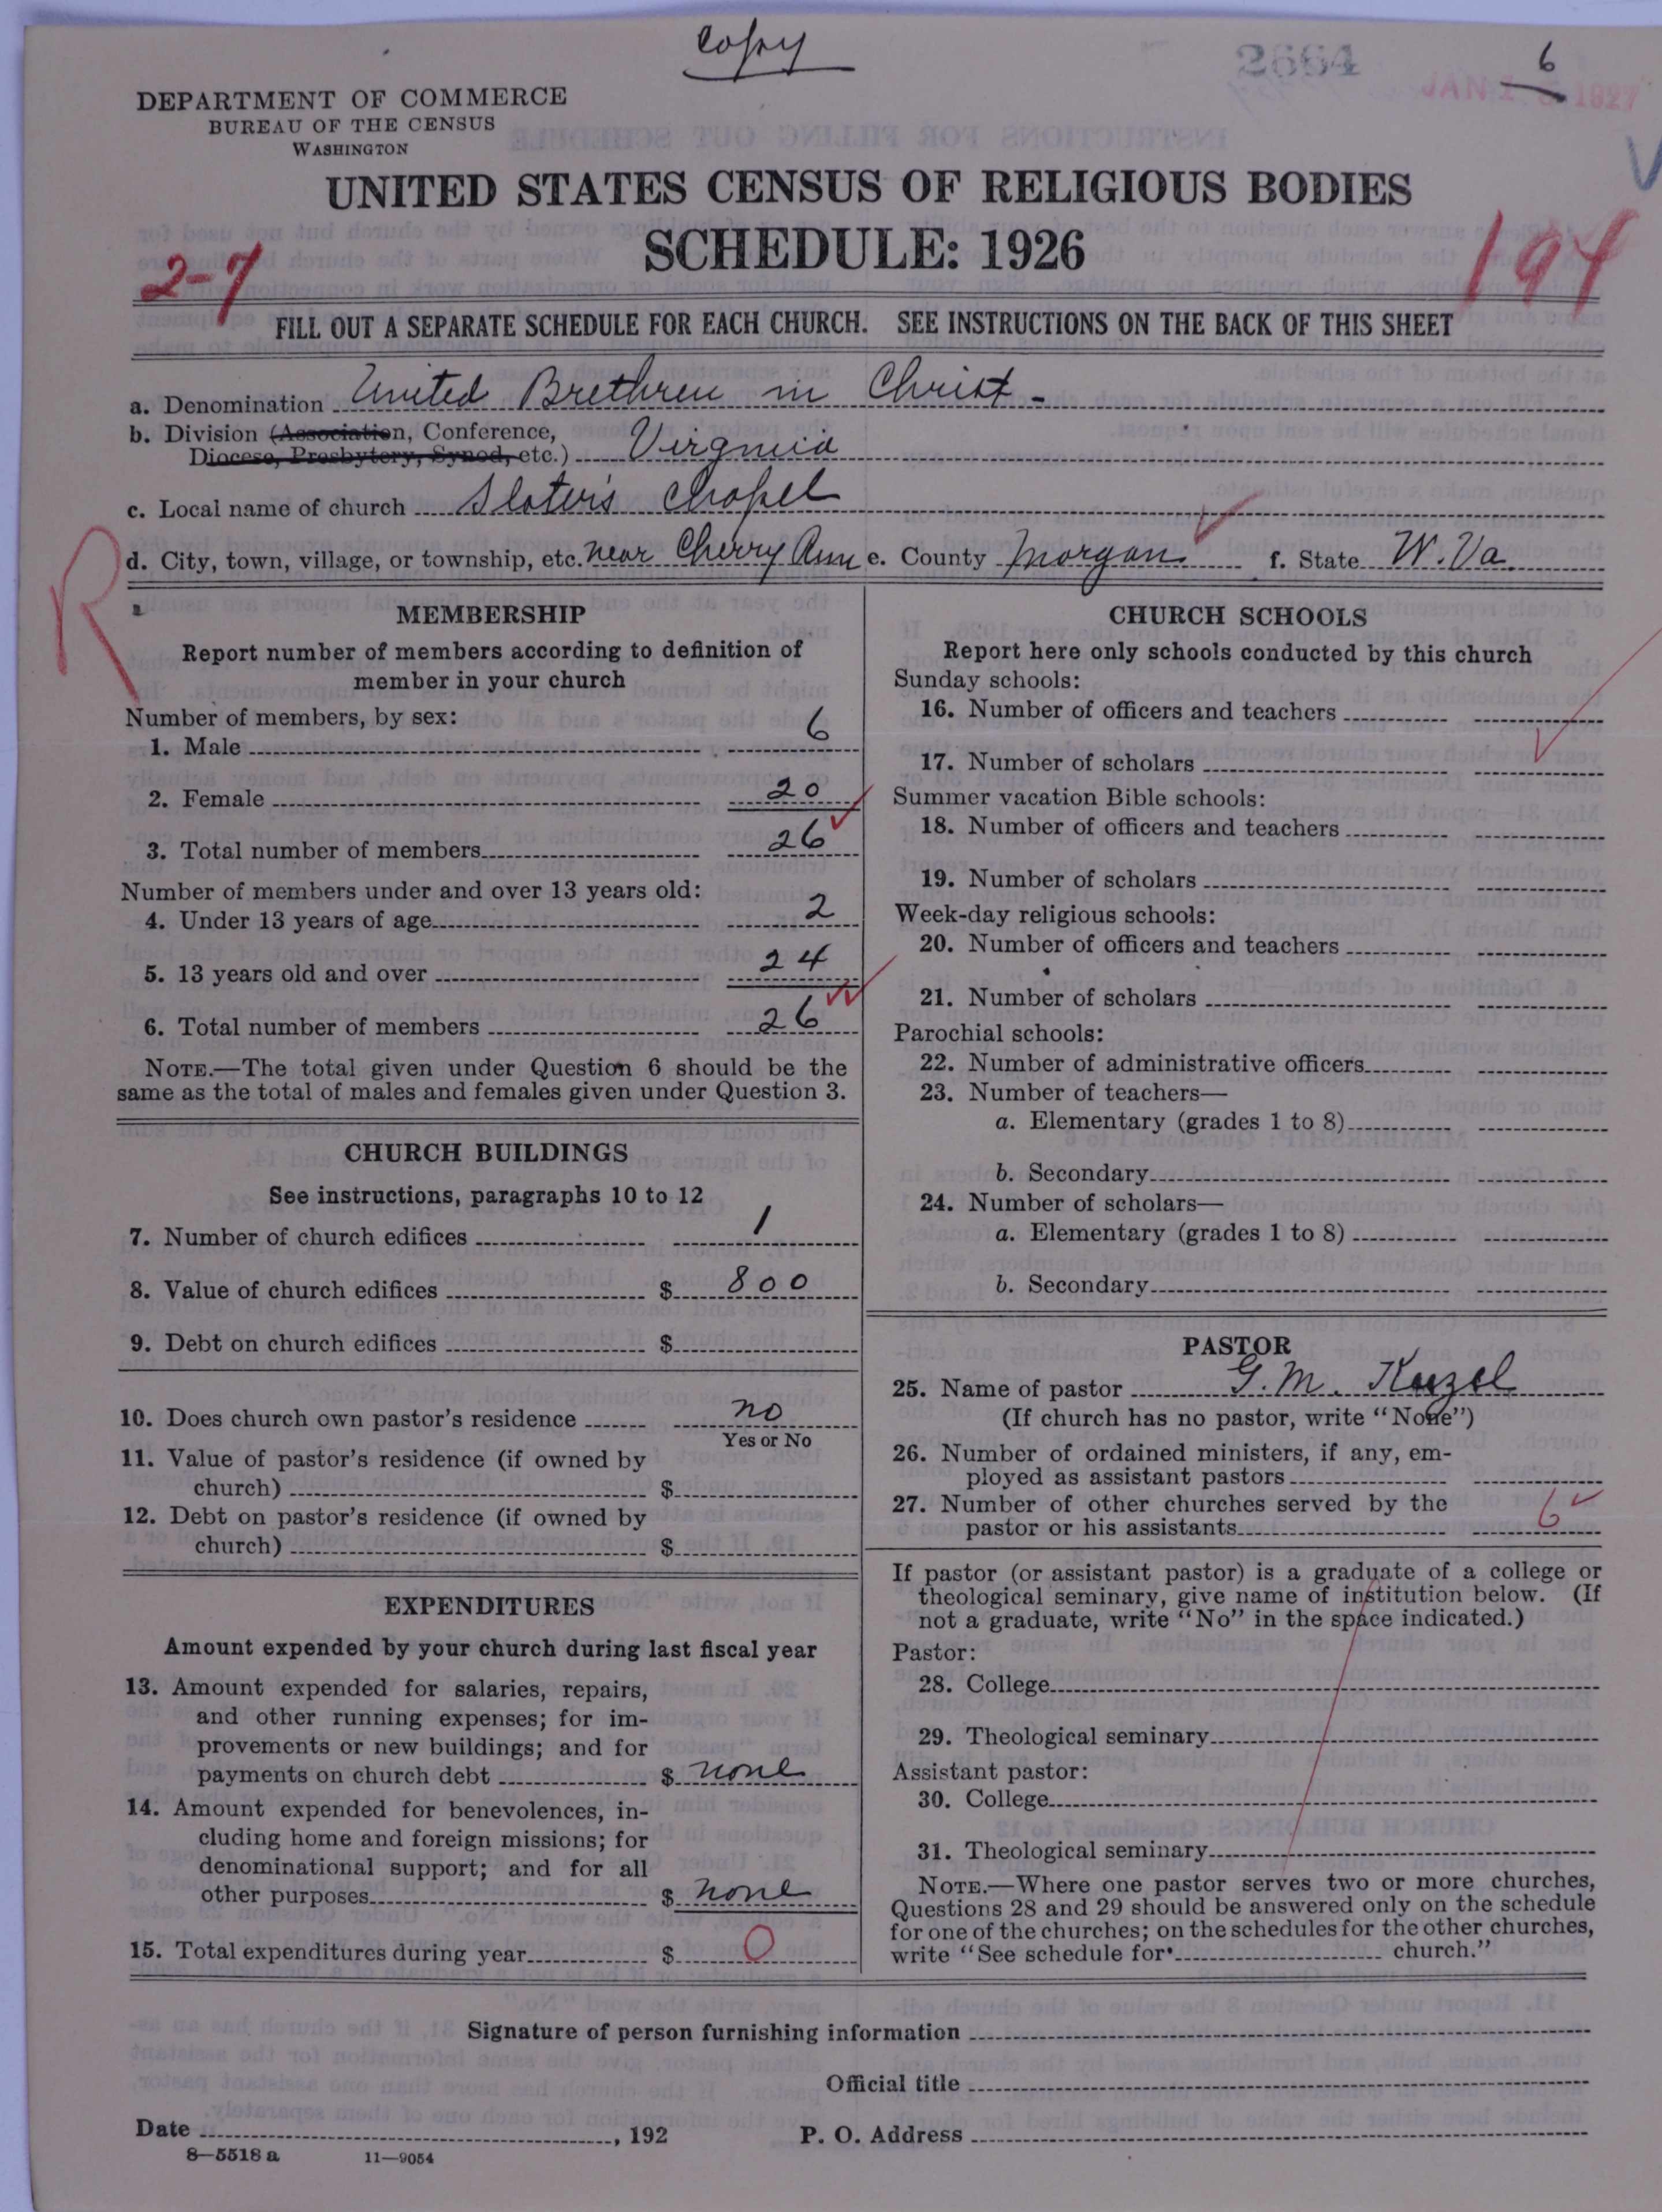 copy
2664
6
JAN 15 1927
DEPARTMENT OF COMMERCE
BUREAU OF THE CENSUS
WASHINGTON
UNITED STATES CENSUS OF RELIGIOUS BODIES
SCHEDULE: 1926
2-7
194
FILL OUT A SEPARATE SCHEDULE FOR EACH CHURCH. SEE INSTRUCTIONS ON THE BACK OF THIS SHEET
a. Denomination United Brethren in Christ -
b. Division (Association, Conference,
Diocese, Presbytery, Synod, etc.) Virginia
c. Local name of church Slater's Chapel
R
d. City, town, village, or township, etc. near Cherry e. County Morgan f. State W. Va.
MEMBERSHIP
Report number of members according to definition of
member in your church
Number of members, by sex:
1. Male 6
2. Female 20
3. Total number of members 26
Number of members under and over 13 years old:
4. Under 13 years of age 2
5. 13 years old and over 24
6. Total number of members 26
NOTE.—The total given under Question 6 should be the
same as the total of males and females given under Question 3.
CHURCH BUILDINGS
See instructions, paragraphs 10 to 12
7. Number of church edifices 1
8. Value of church edifices $ 800
9. Debt on church edifices $
10. Does church own pastor's residence no
Yes or No
11. Value of pastor's residence (if owned by
church) $
12. Debt on pastor's residence (if owned by
church) $
EXPENDITURES
Amount expended by your church during last fiscal year
13. Amount expended for salaries, repairs,
and other running expenses; for im-
provements or new buildings; and for
payments on church debt $ none
14. Amount expended for benevolences, in-
cluding home and foreign missions; for
denominational support; and for all
other purposes $ none
15. Total expenditures during year $ 0
CHURCH SCHOOLS
Report here only schools conducted by this church
Sunday schools:
16. Number of officers and teachers
17. Number of scholars
Summer vacation Bible schools:
18. Number of officers and teachers
19. Number of scholars
Week-day religious schools:
20. Number of officers and teachers
21. Number of scholars
Parochial schools:
22. Number of administrative officers
23. Number of teachers—
a. Elementary (grades 1 to 8)
b. Secondary
24. Number of scholars—
a. Elementary (grades 1 to 8)
b. Secondary
PASTOR
25. Name of pastor G. M.
(If church has no pastor, write "None")
26. Number of ordained ministers, if any, em-
ployed as assistant pastors
27. Number of other churches served by the
pastor or his assistants 6
If pastor (or assistant pastor) is a graduate of a college or
theological seminary, give name of institution below. (If
not a graduate, write "No" in the space indicated.)
Pastor:
28. College
29. Theological seminary
Assistant pastor:
30. College
31. Theological seminary
NOTE.—Where one pastor serves two or more churches,
Questions 28 and 29 should be answered only on the schedule
for one of the churches; on the schedules for the other churches,
write "See schedule for church."
Signature of person furnishing information
Official title
Date , 192 P. O. Address
8—5518 a 11—9054